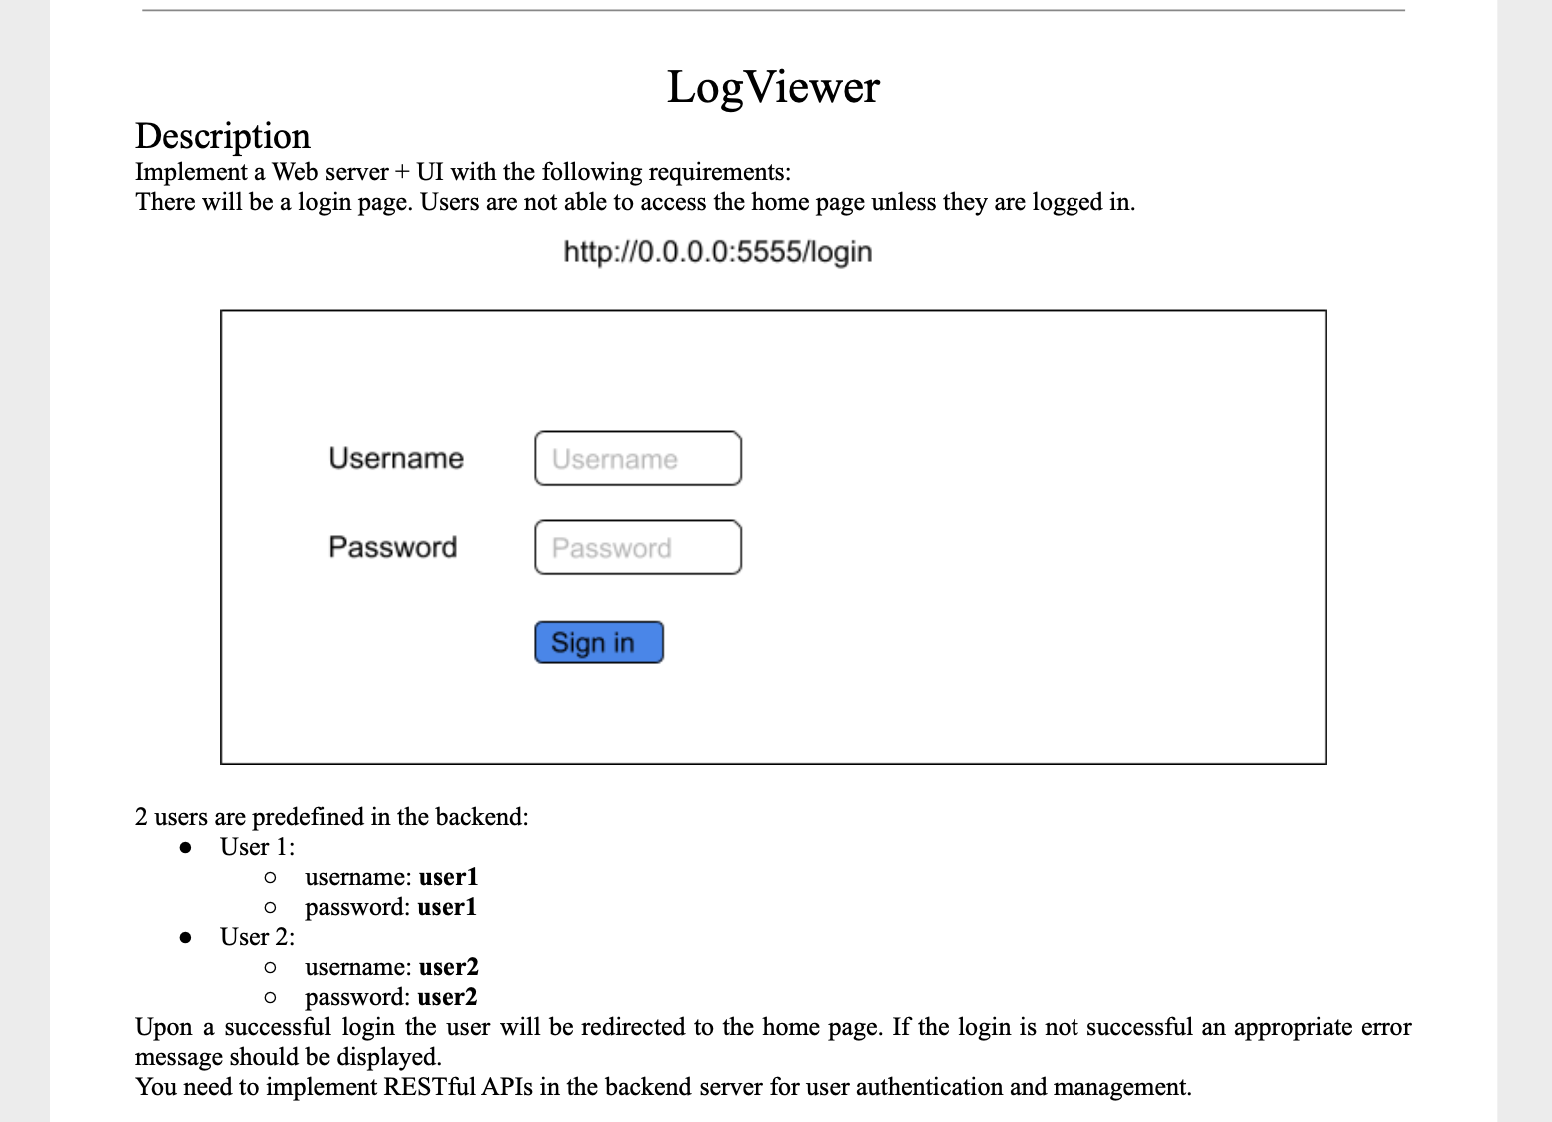 LogViewer
Description
Implement a Web server + UI with the following requirements:
There will be a login page. Users are not able to access the home page unless they are logged in.
http://0.0.0.0:5555/login
Username Username
Password Password
Sign in
2 users are predefined in the backend:
● User 1:
○ username: user1
○ password: user1
● User 2:
○ username: user2
○ password: user2
Upon a successful login the user will be redirected to the home page. If the login is not successful an appropriate error
message should be displayed.
You need to implement RESTful APIs in the backend server for user authentication and management.